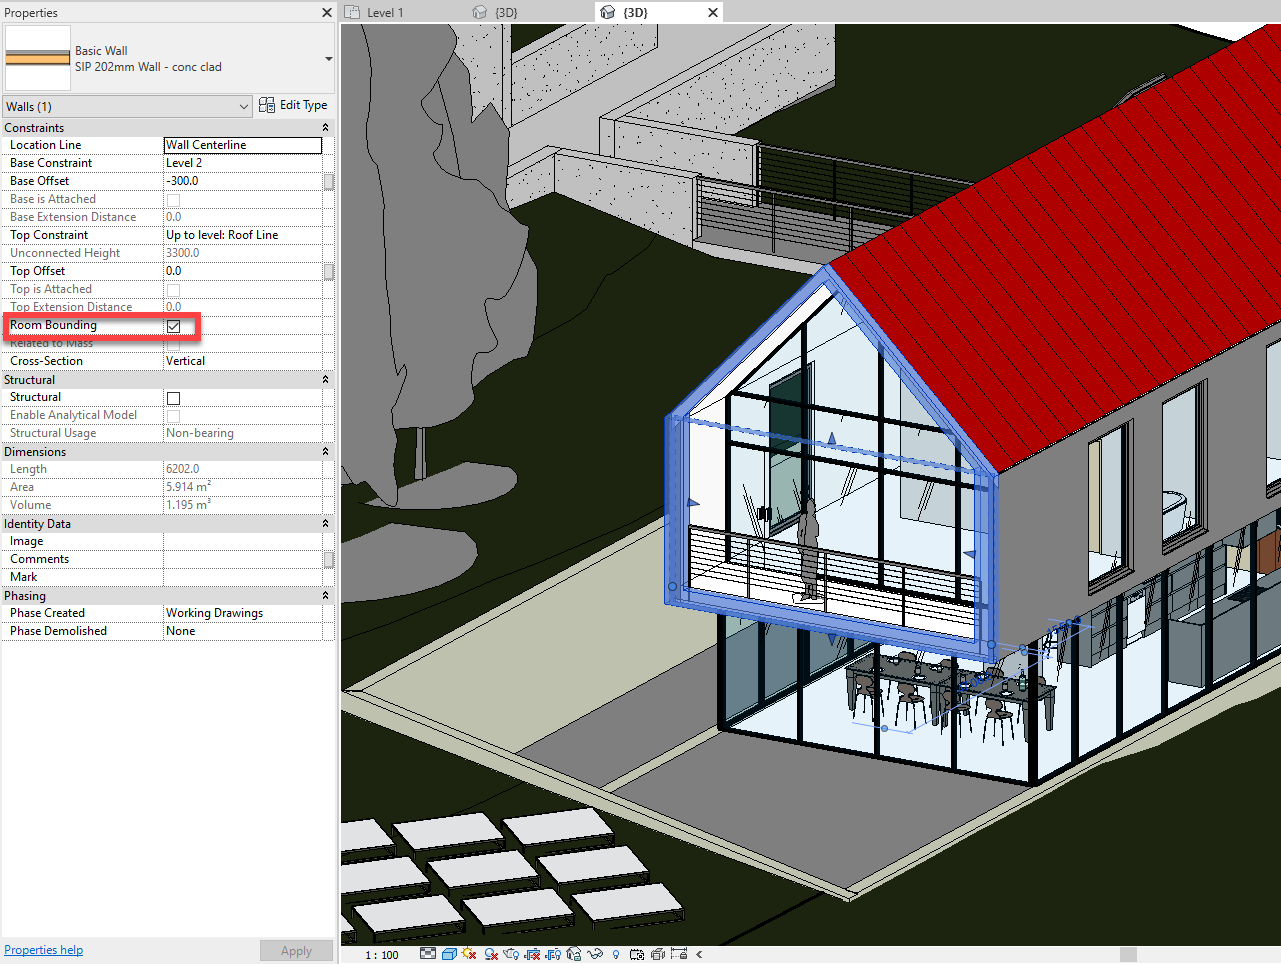 Properties
Basic Wall
SIP 202mm Wall - conc clad
Walls (1)
Edit Type
Constraints
Location Line Wall Centerline
Base Constraint Level 2
Base Offset -300.0
Base is Attached
Base Extension Distance 0.0
Top Constraint Up to level: Roof Line
Unconnected Height 3300.0
Top Offset 0.0
Top is Attached
Top Extension Distance 0.0
Room Bounding
Related to Mass
Cross-Section Vertical
Structural
Structural
Enable Analytical Model
Structural Usage Non-bearing
Dimensions
Length 6202.0
Area 5.914 m²
Volume 1.195 m³
Identity Data
Image
Comments
Mark
Phasing
Phase Created Working Drawings
Phase Demolished None
Properties help
Apply
Level 1
{3D}
{3D}
1 : 100